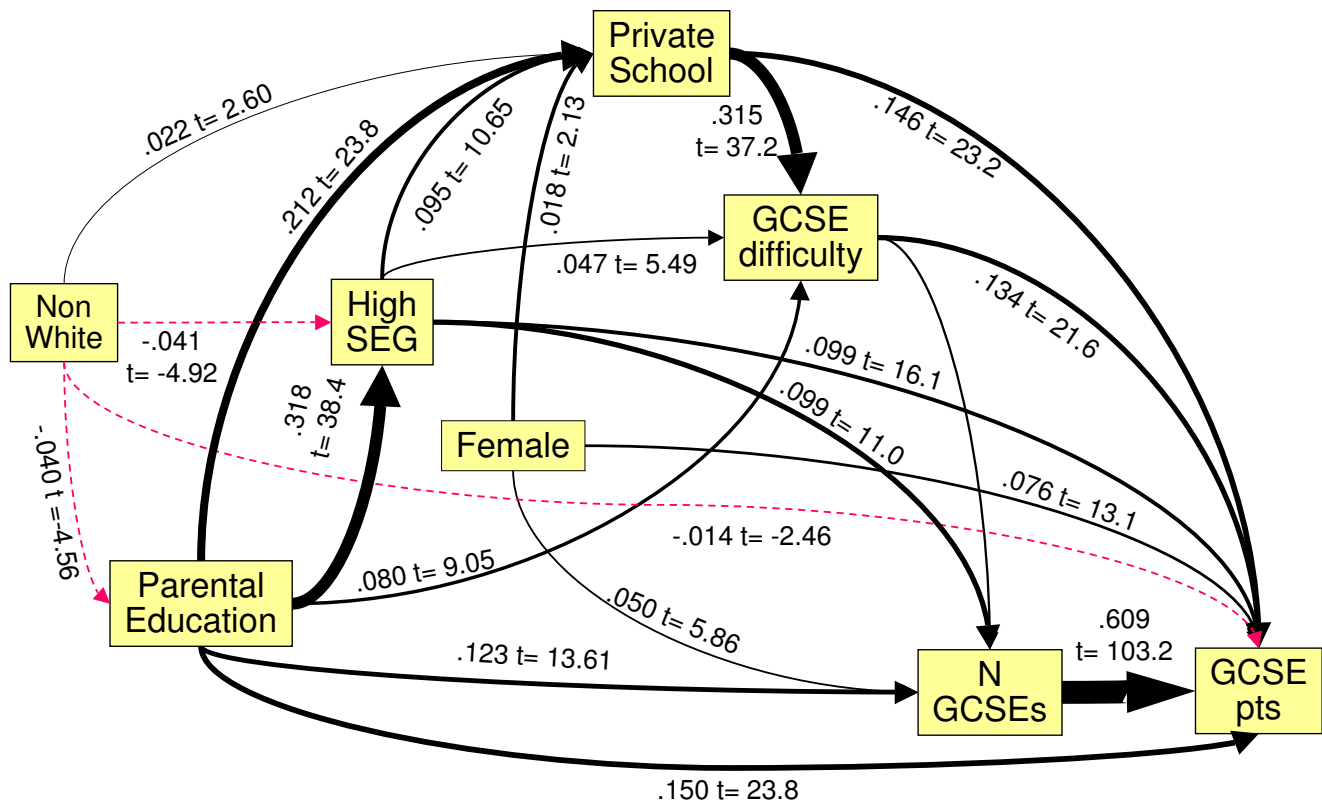 Private
School
.022 t= 2.60
.212 t= 23.8
.095 t= 10.65
.018 t= 2.13
.315
t= 37.2
.146 t= 23.2
GCSE
difficulty
.047 t= 5.49
.134 t= 21.6
Non
White
-.041
t= -4.92
High
SEG
.318
t= 38.4
.099 t= 16.1
.099 t= 11.0
Female
.076 t= 13.1
-.040 t =-4.56
-.014 t= -2.46
Parental
Education
.080 t= 9.05
.050 t= 5.86
.123 t= 13.61
N
GCSEs
.609
t= 103.2
GCSE
pts
.150 t= 23.8